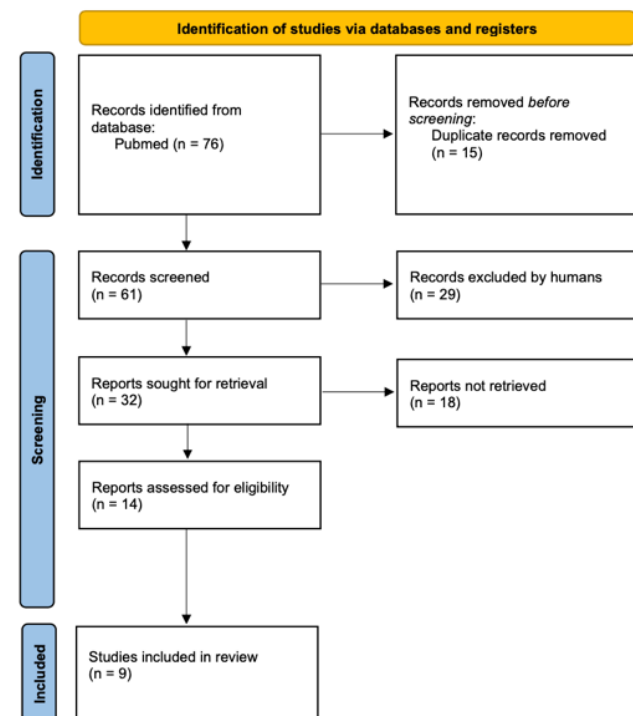 Identification of studies via databases and registers
Identification
Records identified from
database:
Pubmed (n = 76)
Records removed before
screening:
Duplicate records removed
(n = 15)
Screening
Records screened
(n = 61)
Records excluded by humans
(n = 29)
Reports sought for retrieval
(n = 32)
Reports not retrieved
(n = 18)
Reports assessed for eligibility
(n = 14)
Included
Studies included in review
(n = 9)